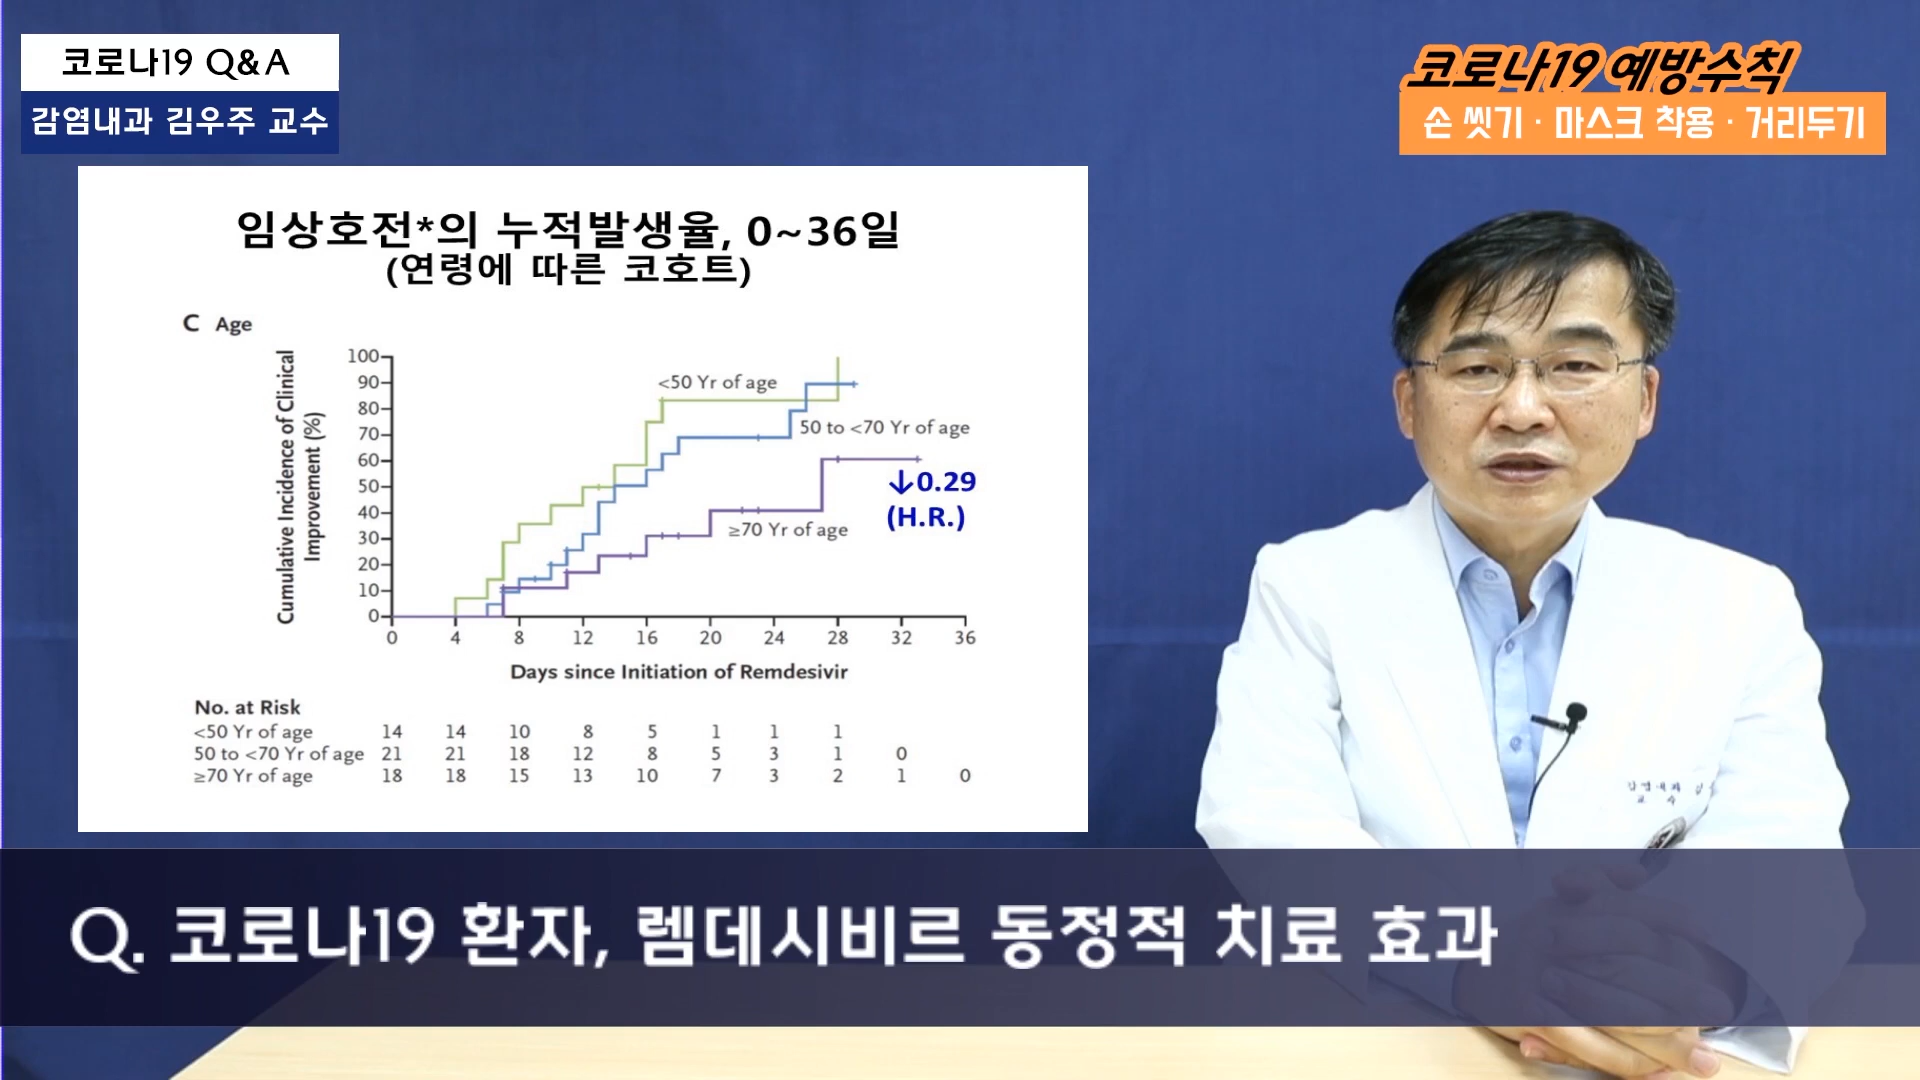 코로나19 Q&A
감염내과 김우주 교수
코로나19 예방수칙
손 씻기 · 마스크 착용 · 거리두기
임상호전*의 누적발생율, 0~36일
(연령에 따른 코호트)
C Age
Cumulative Incidence of Clinical
Improvement (%)
100
90
80
70
60
50
40
30
20
10
0
<50 Yr of age
50 to <70 Yr of age
≥70 Yr of age
↓0.29
(H.R.)
0 4 8 12 16 20 24 28 32 36
Days since Initiation of Remdesivir
No. at Risk
<50 Yr of age 14 14 10 8 5 1 1 1
50 to <70 Yr of age 21 21 18 12 8 5 3 1 0
≥70 Yr of age 18 18 15 13 10 7 3 2 1 0
감염내과
교수
Q. 코로나19 환자, 렘데시비르 동정적 치료 효과